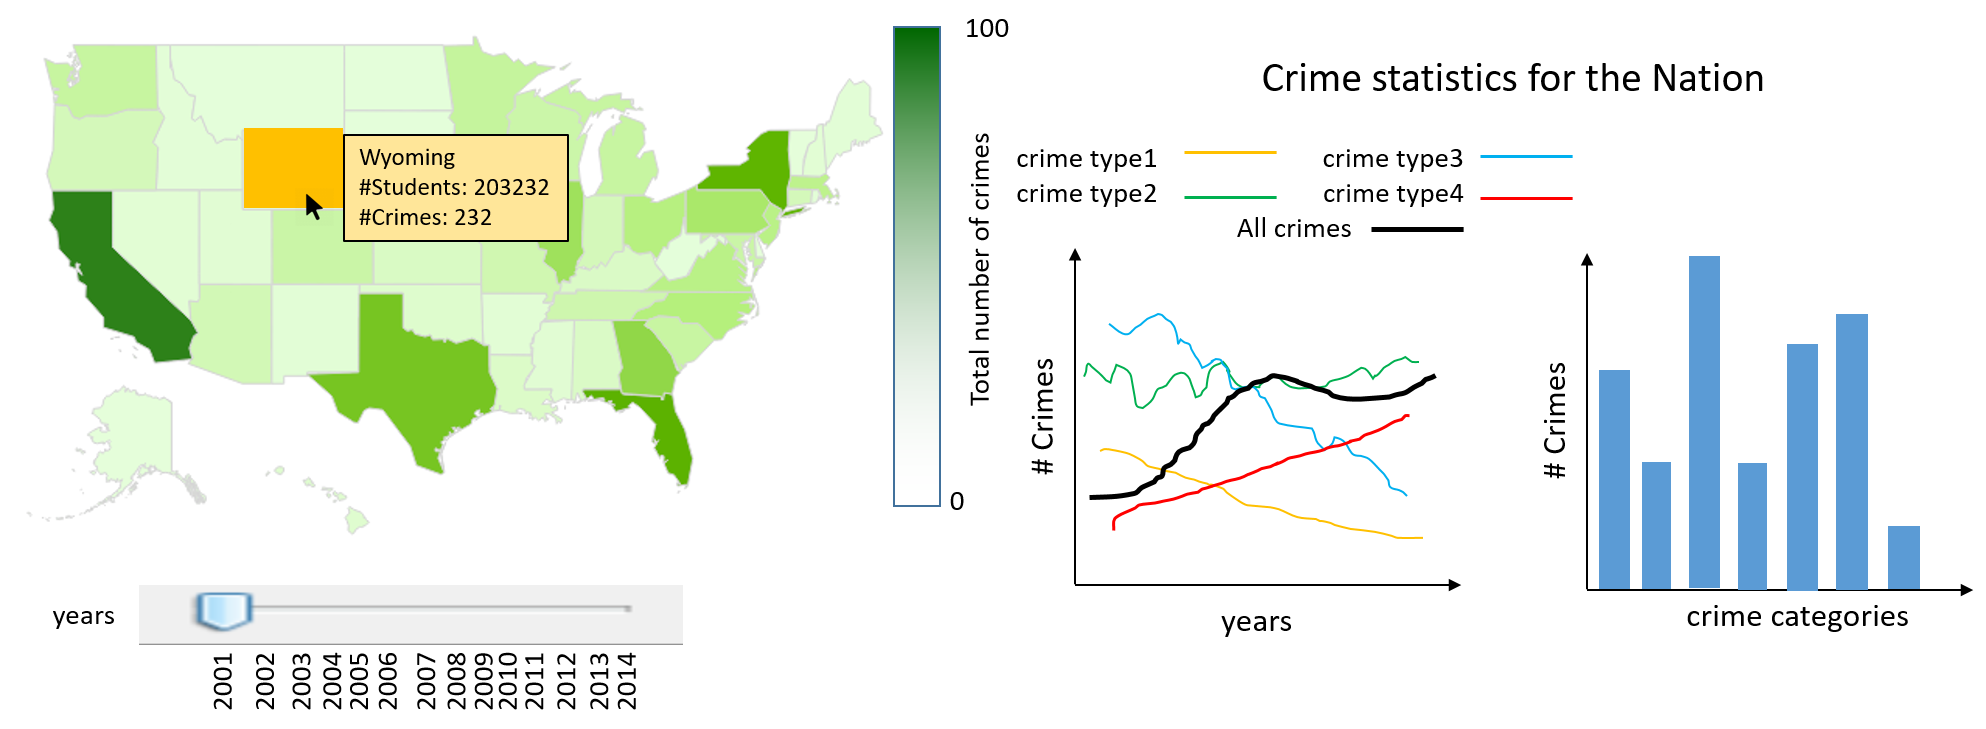 100
Total number of crimes
0
Wyoming
#Students: 203232
#Crimes: 232
years
2001
2002
2003
2004
2005
2006
2007
2008
2009
2010
2011
2012
2013
2014
Crime statistics for the Nation
crime type1
crime type3
crime type2
crime type4
All crimes
# Crimes
years
# Crimes
crime categories